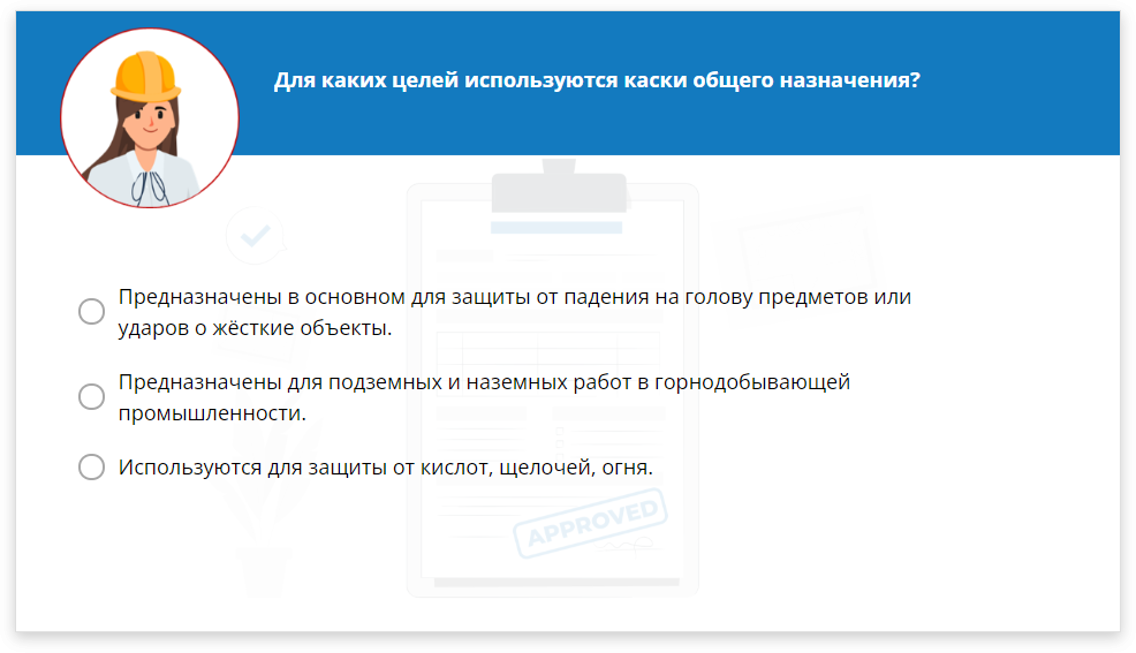 Для каких целей используются каски общего назначения?
Предназначены в основном для защиты от падения на голову предметов или
ударов о жёсткие объекты.
Предназначены для подземных и наземных работ в горнодобывающей
промышленности.
Используются для защиты от кислот, щелочей, огня.
APPROVED